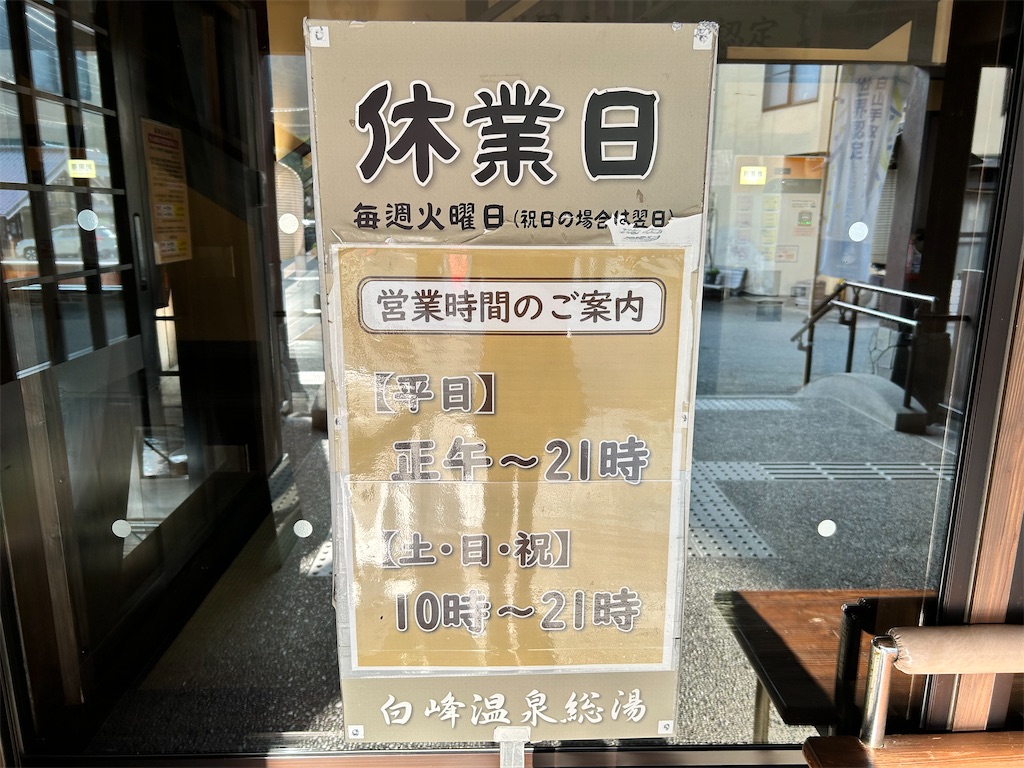 休業日
毎週火曜日(祝日の場合は翌日)
営業時間のご案内
【平日】
正午~21時
【土・日・祝】
10時~21時
白峰温泉総湯